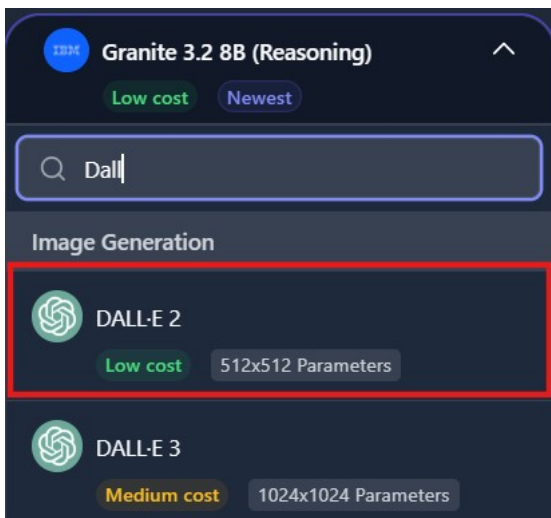 IBM
Granite 3.2 8B (Reasoning)
Low cost Newest
Dall
Image Generation
DALL·E 2
Low cost 512x512 Parameters
DALL·E 3
Medium cost 1024x1024 Parameters